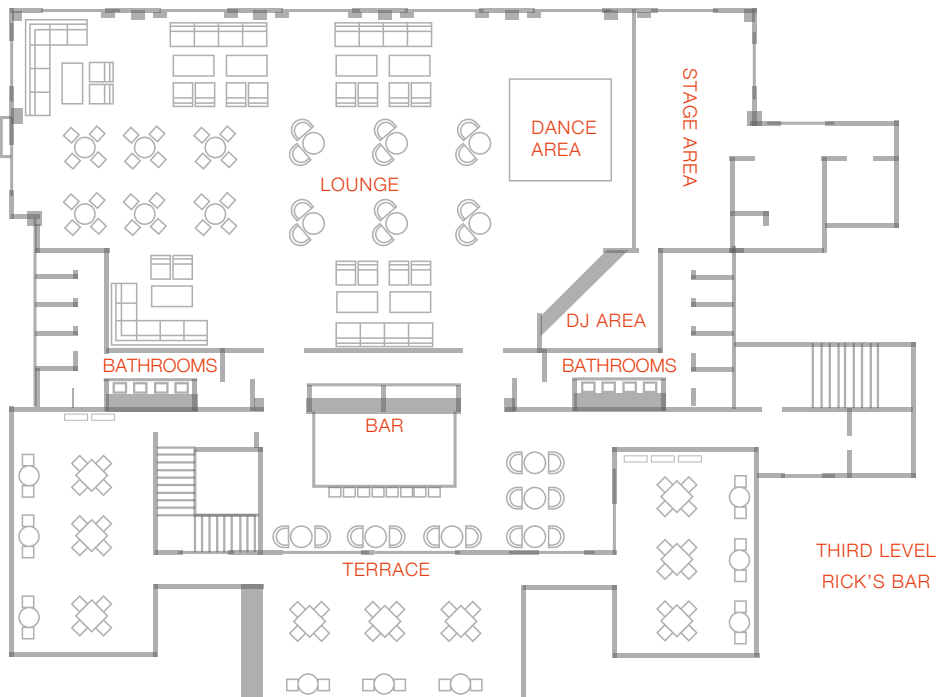 STAGE AREA
DANCE
AREA
LOUNGE
DJ AREA
BATHROOMS
BATHROOMS
BAR
THIRD LEVEL
TERRACE
RICK'S BAR